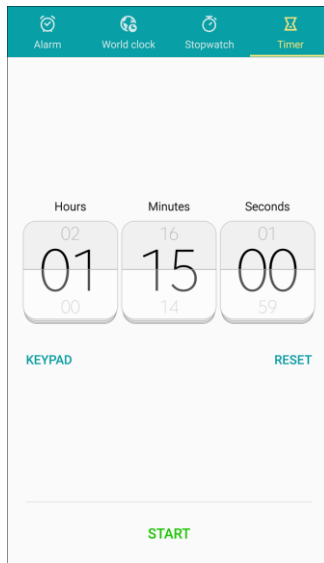 Alarm World clock Stopwatch Timer
Hours Minutes Seconds
02 16 01
01 15 00
00 14 59
KEYPAD RESET
START